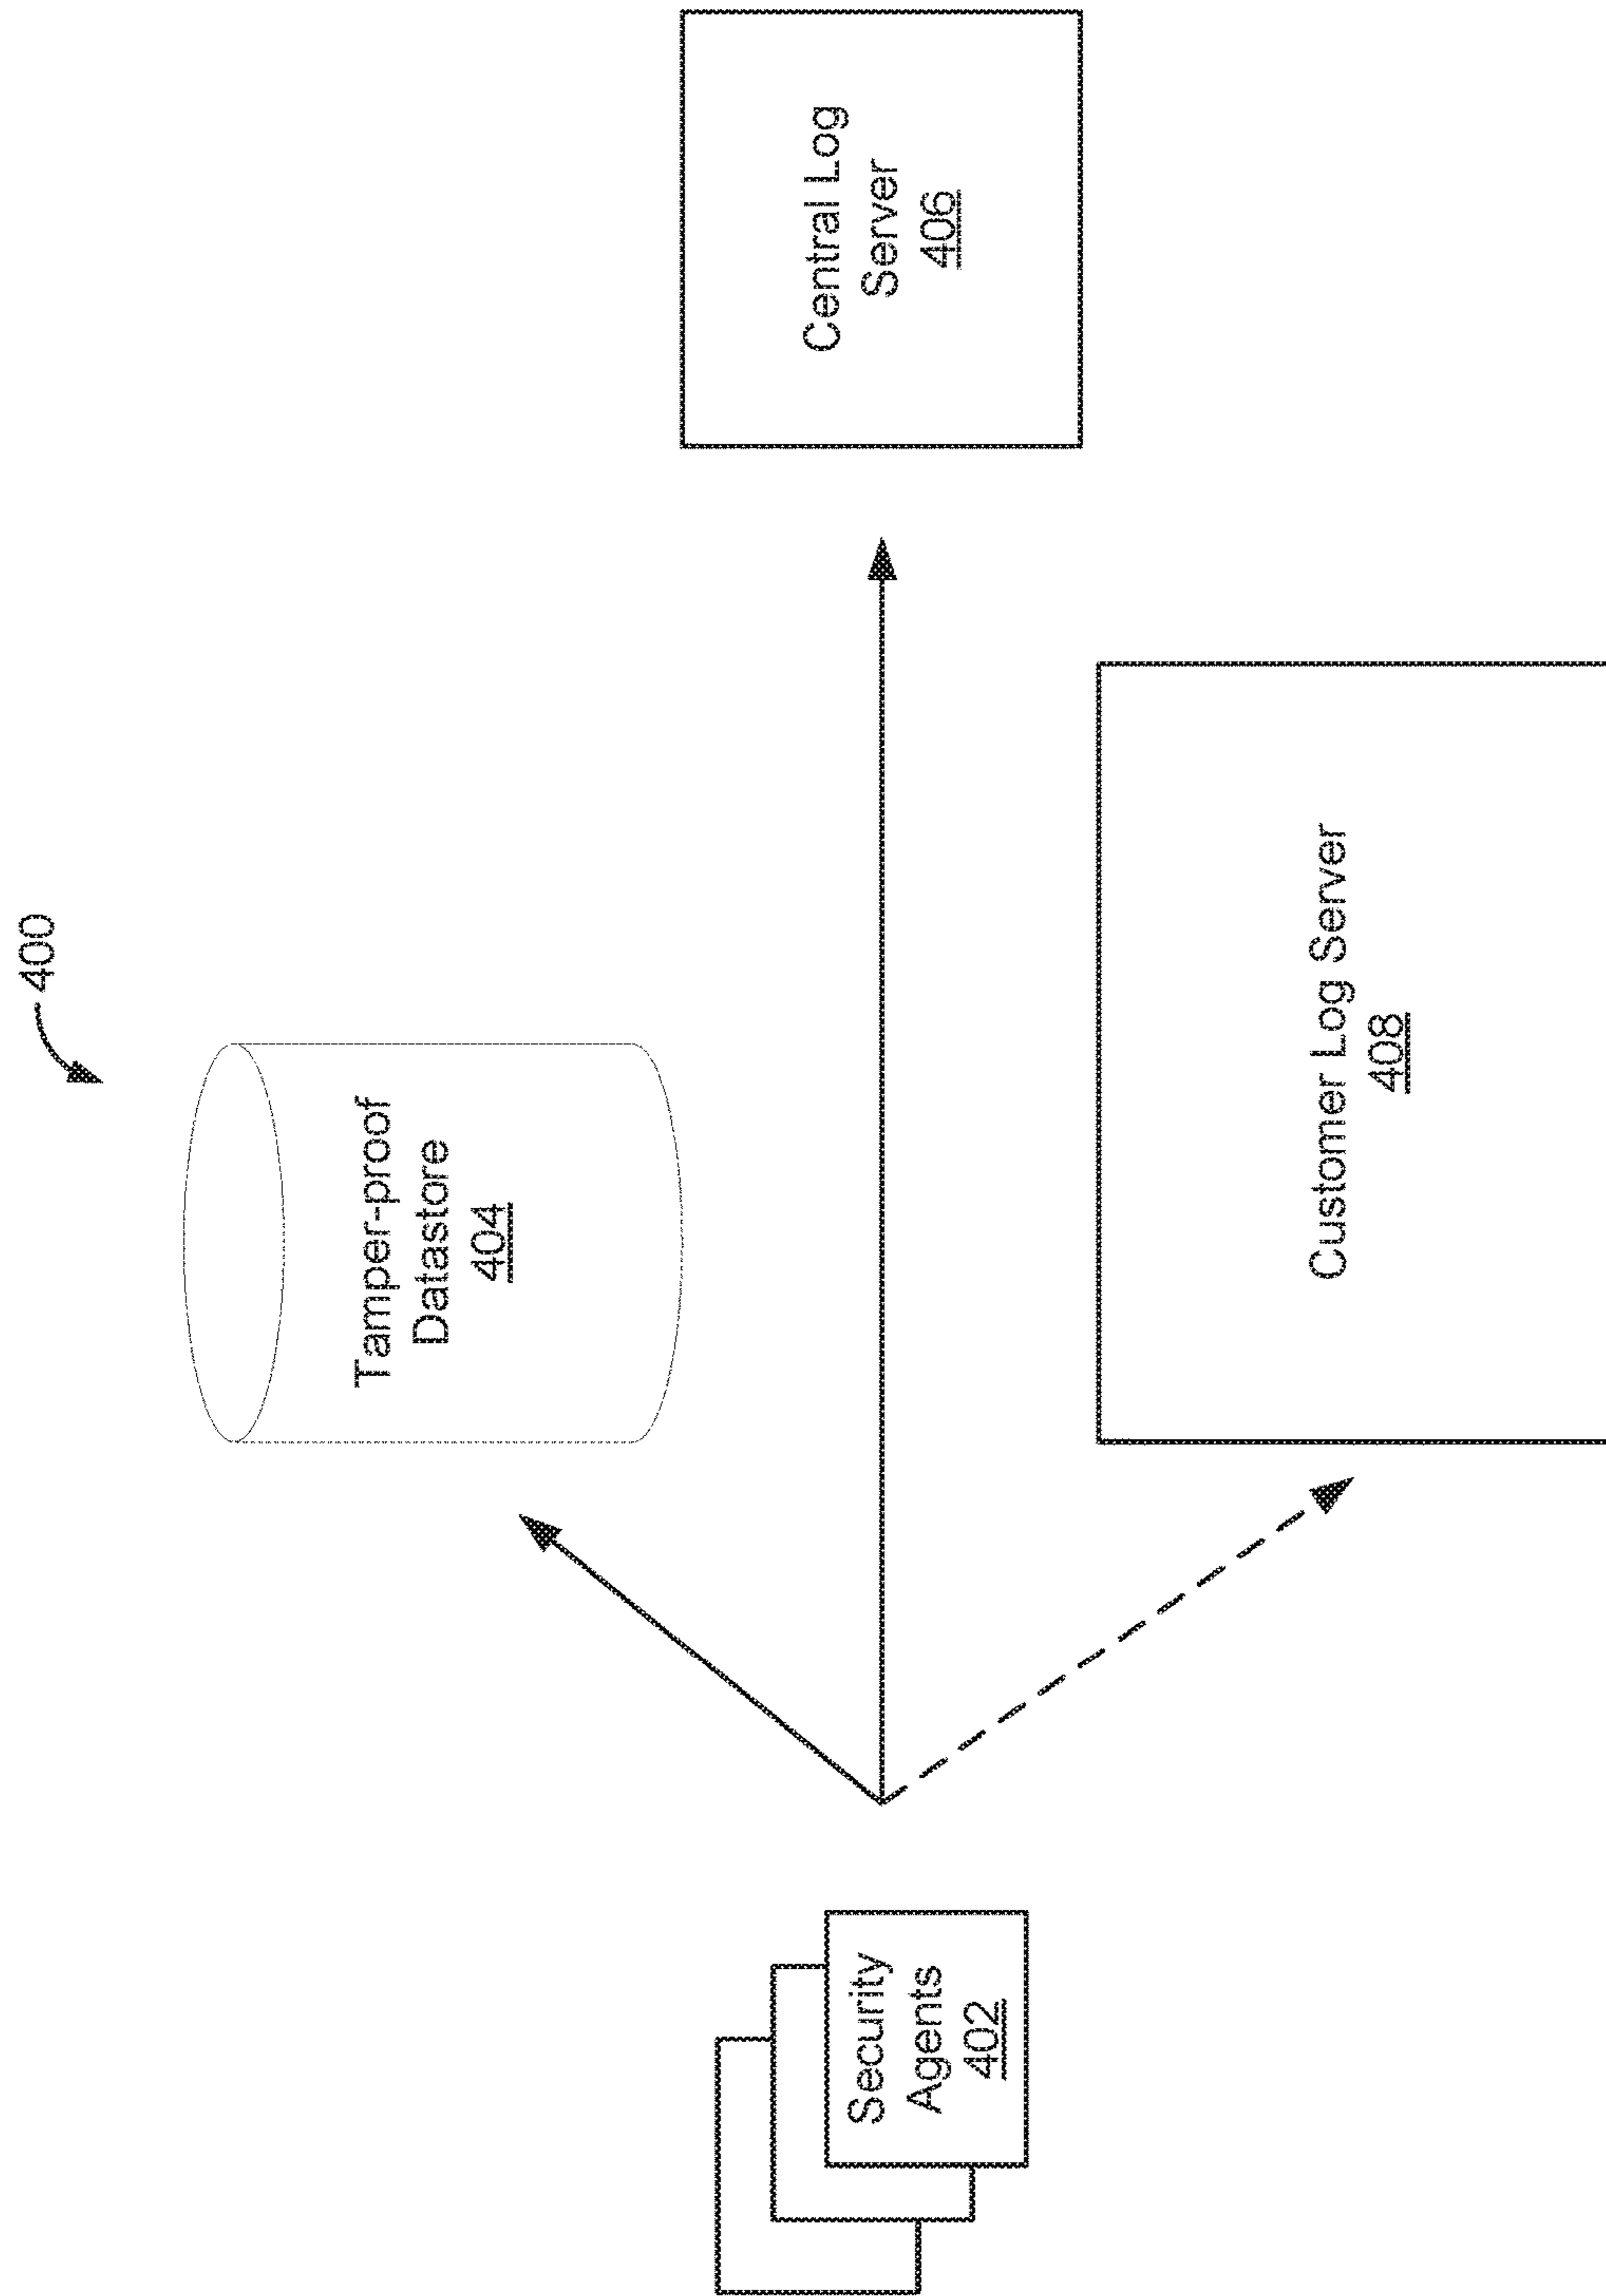 400
Tamper-proof
Datastore
404
Central Log
Server
406
Security
Agents
402
Customer Log Server
408